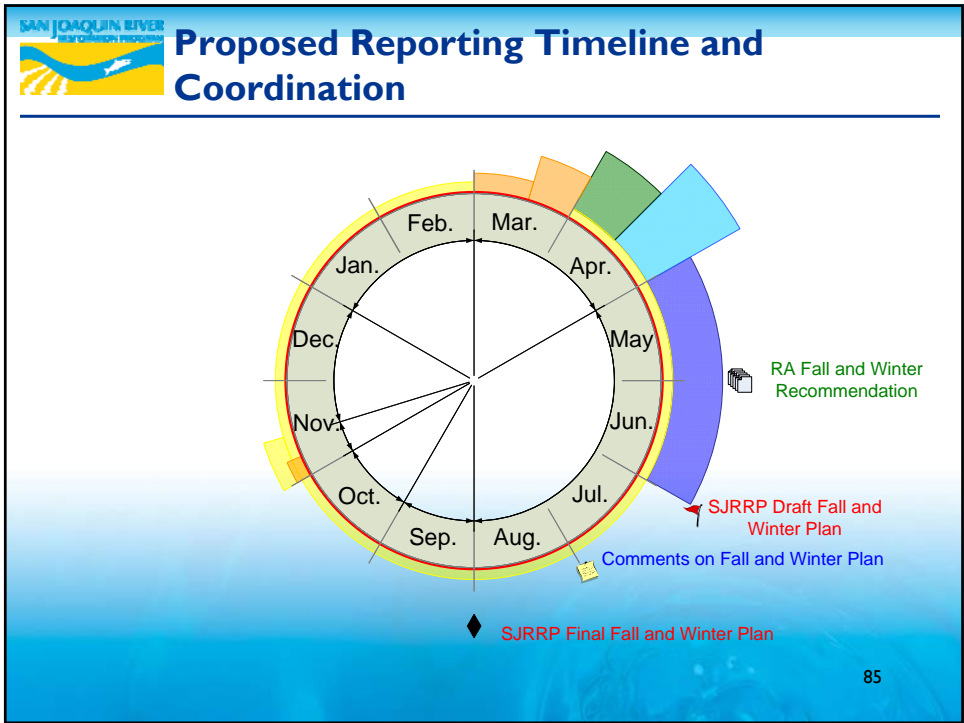 SAN JOAQUIN RIVER
RESTORATION PROGRAM
Proposed Reporting Timeline and
Coordination
Feb.
Mar.
Jan.
Apr.
Dec.
May
Nov.
Jun.
Oct.
Jul.
Sep.
Aug.
RA Fall and Winter
Recommendation
SJRRP Draft Fall and
Winter Plan
Comments on Fall and Winter Plan
SJRRP Final Fall and Winter Plan
85